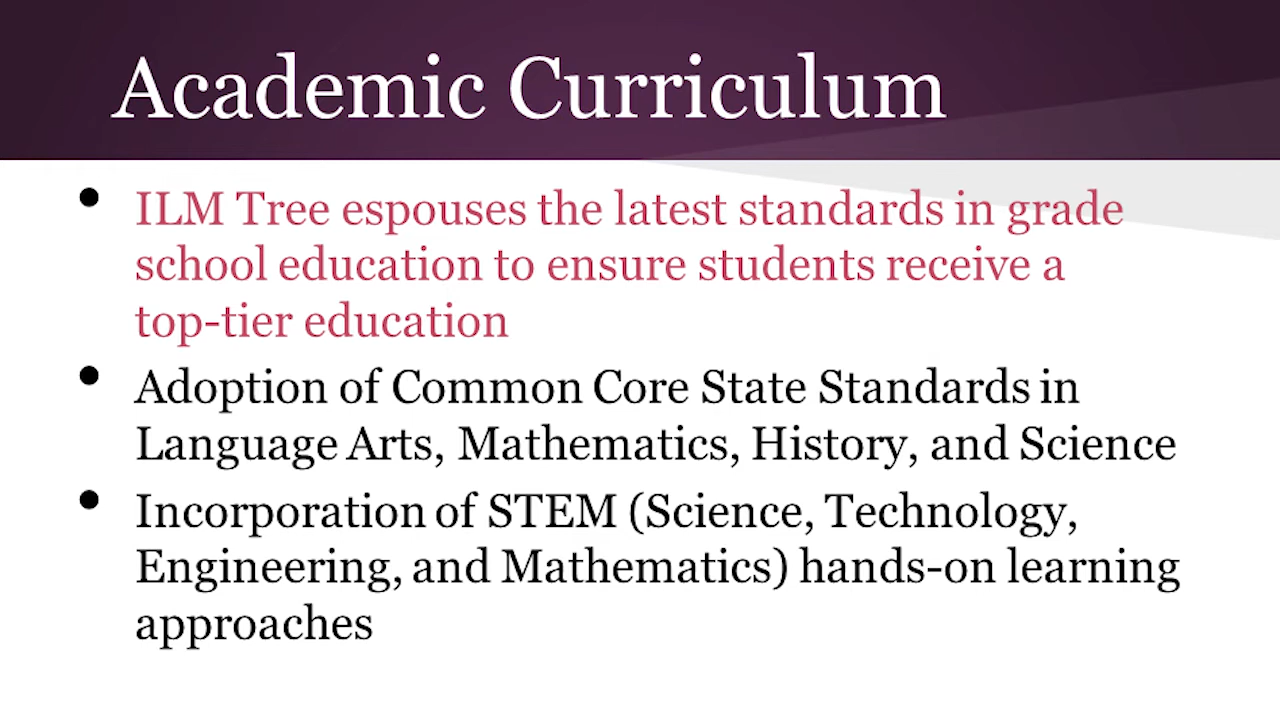 Academic Curriculum
• ILM Tree espouses the latest standards in grade
school education to ensure students receive a
top-tier education
• Adoption of Common Core State Standards in
Language Arts, Mathematics, History, and Science
• Incorporation of STEM (Science, Technology,
Engineering, and Mathematics) hands-on learning
approaches